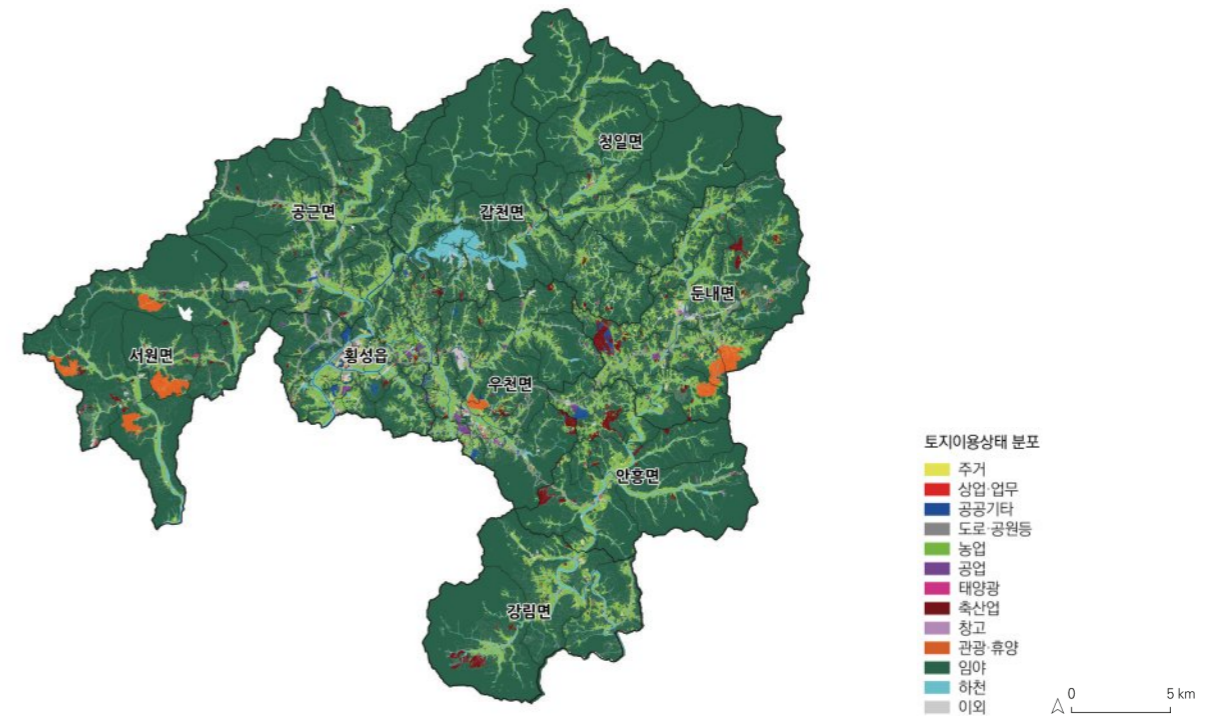 청일면
공근면
갑천면
둔내면
서원면
횡성읍
우천면
안흥면
강림면
토지이용상태 분포
주거
상업·업무
공공기타
도로·공원등
농업
공업
태양광
축산업
창고
관광·휴양
임야
하천
이외
0 5 km